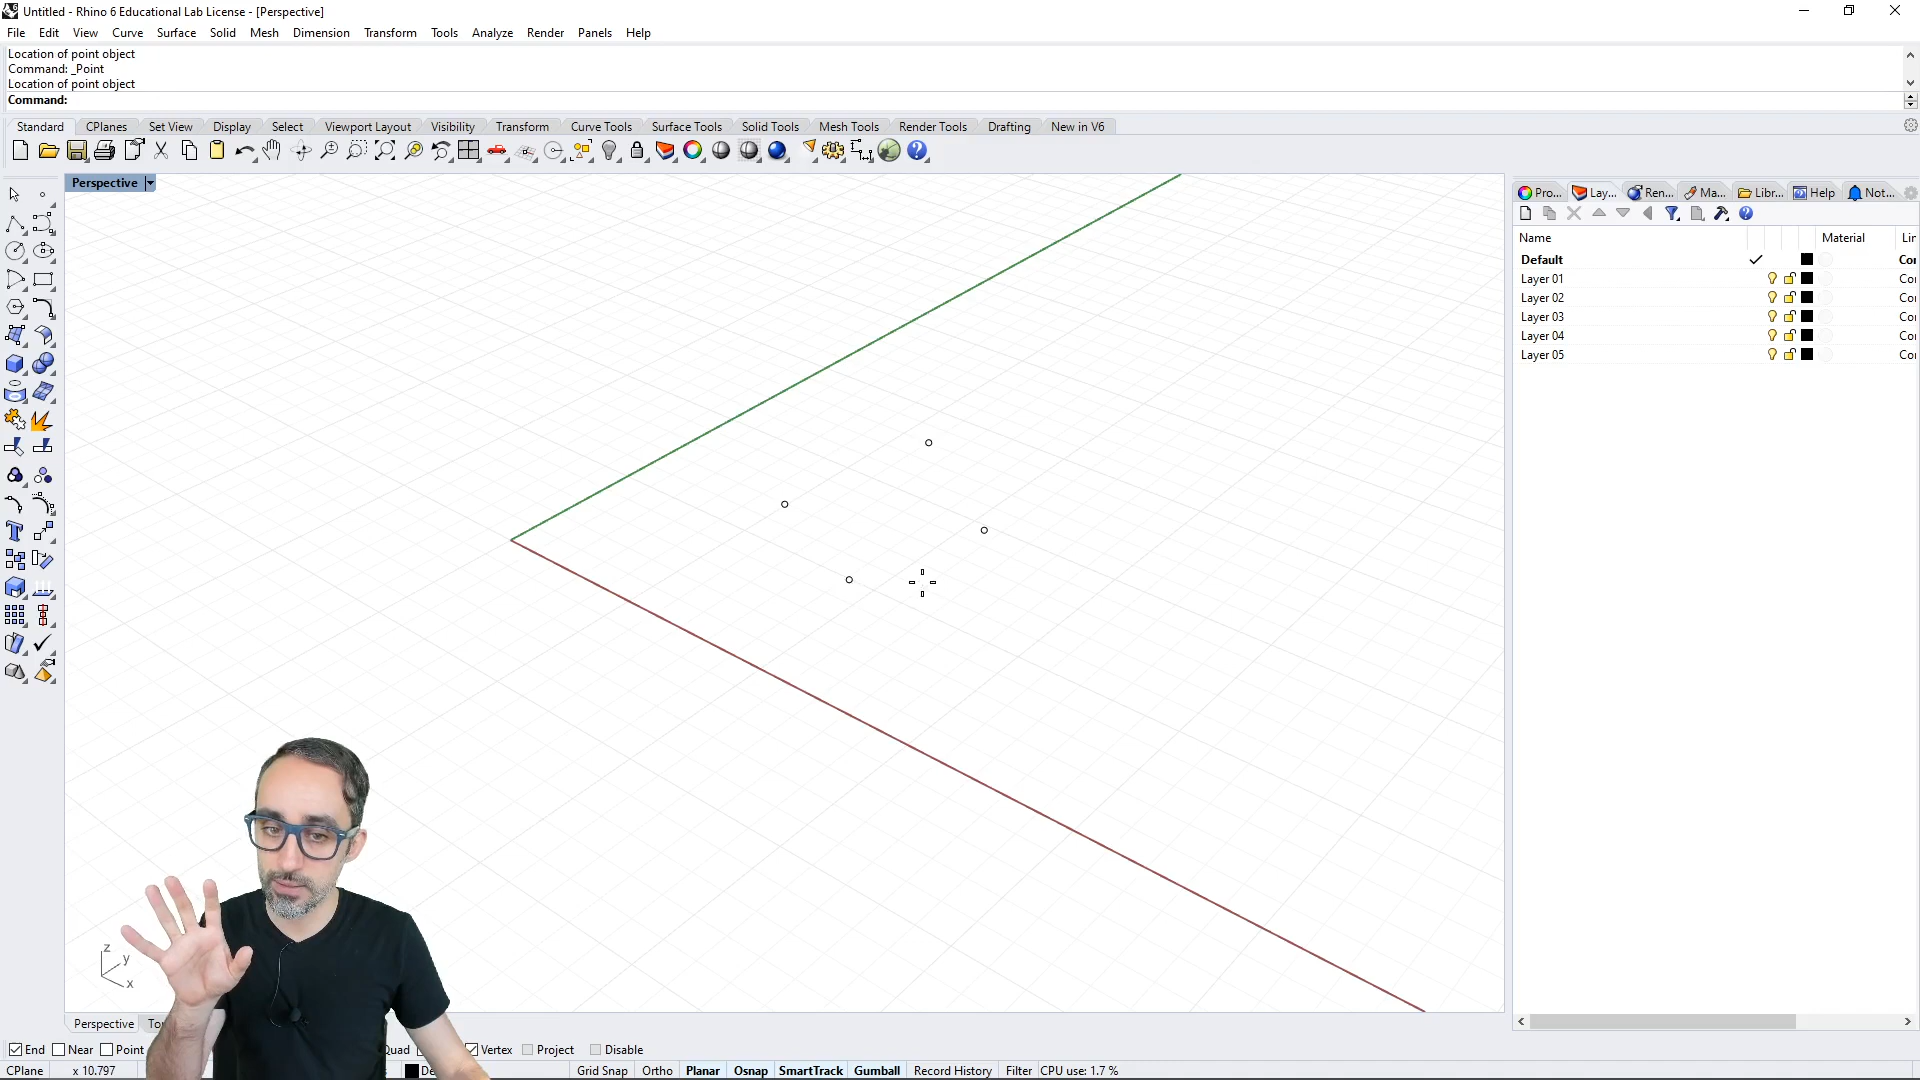 Untitled - Rhino 6 Educational Lab License - [Perspective]
File Edit View Curve Surface Solid Mesh Dimension Transform Tools Analyze Render Panels Help
Location of point object
Command: _Point
Location of point object
Command:
Standard CPlanes Set View Display Select Viewport Layout Visibility Transform Curve Tools Surface Tools Solid Tools Mesh Tools Render Tools Drafting New in V6
Perspective
Pro... Lay... Ren... Ma... Libr... Help Not...
Name Material
Default
Layer 01
Layer 02
Layer 03
Layer 04
Layer 05
z
y
x
Perspective
End Near Point Quad Vertex Project Disable
CPlane x 10.797 Grid Snap Ortho Planar Osnap SmartTrack Gumball Record History Filter CPU use: 1.7 %